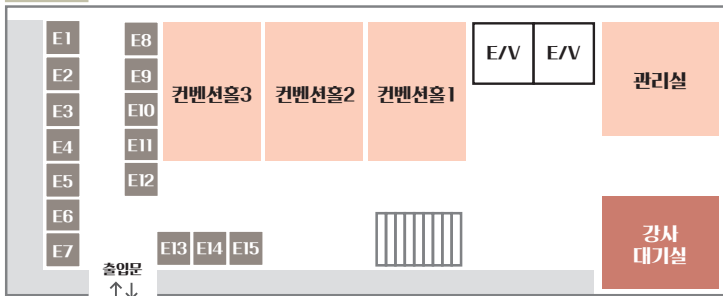 E1
E2
E3
E4
E5
E6
E7
E8
E9
E10
E11
E12
컨벤션홀3
컨벤션홀2
컨벤션홀1
E/V
E/V
관리실
E13
E14
E15
강사
대기실
출입문
↑↓